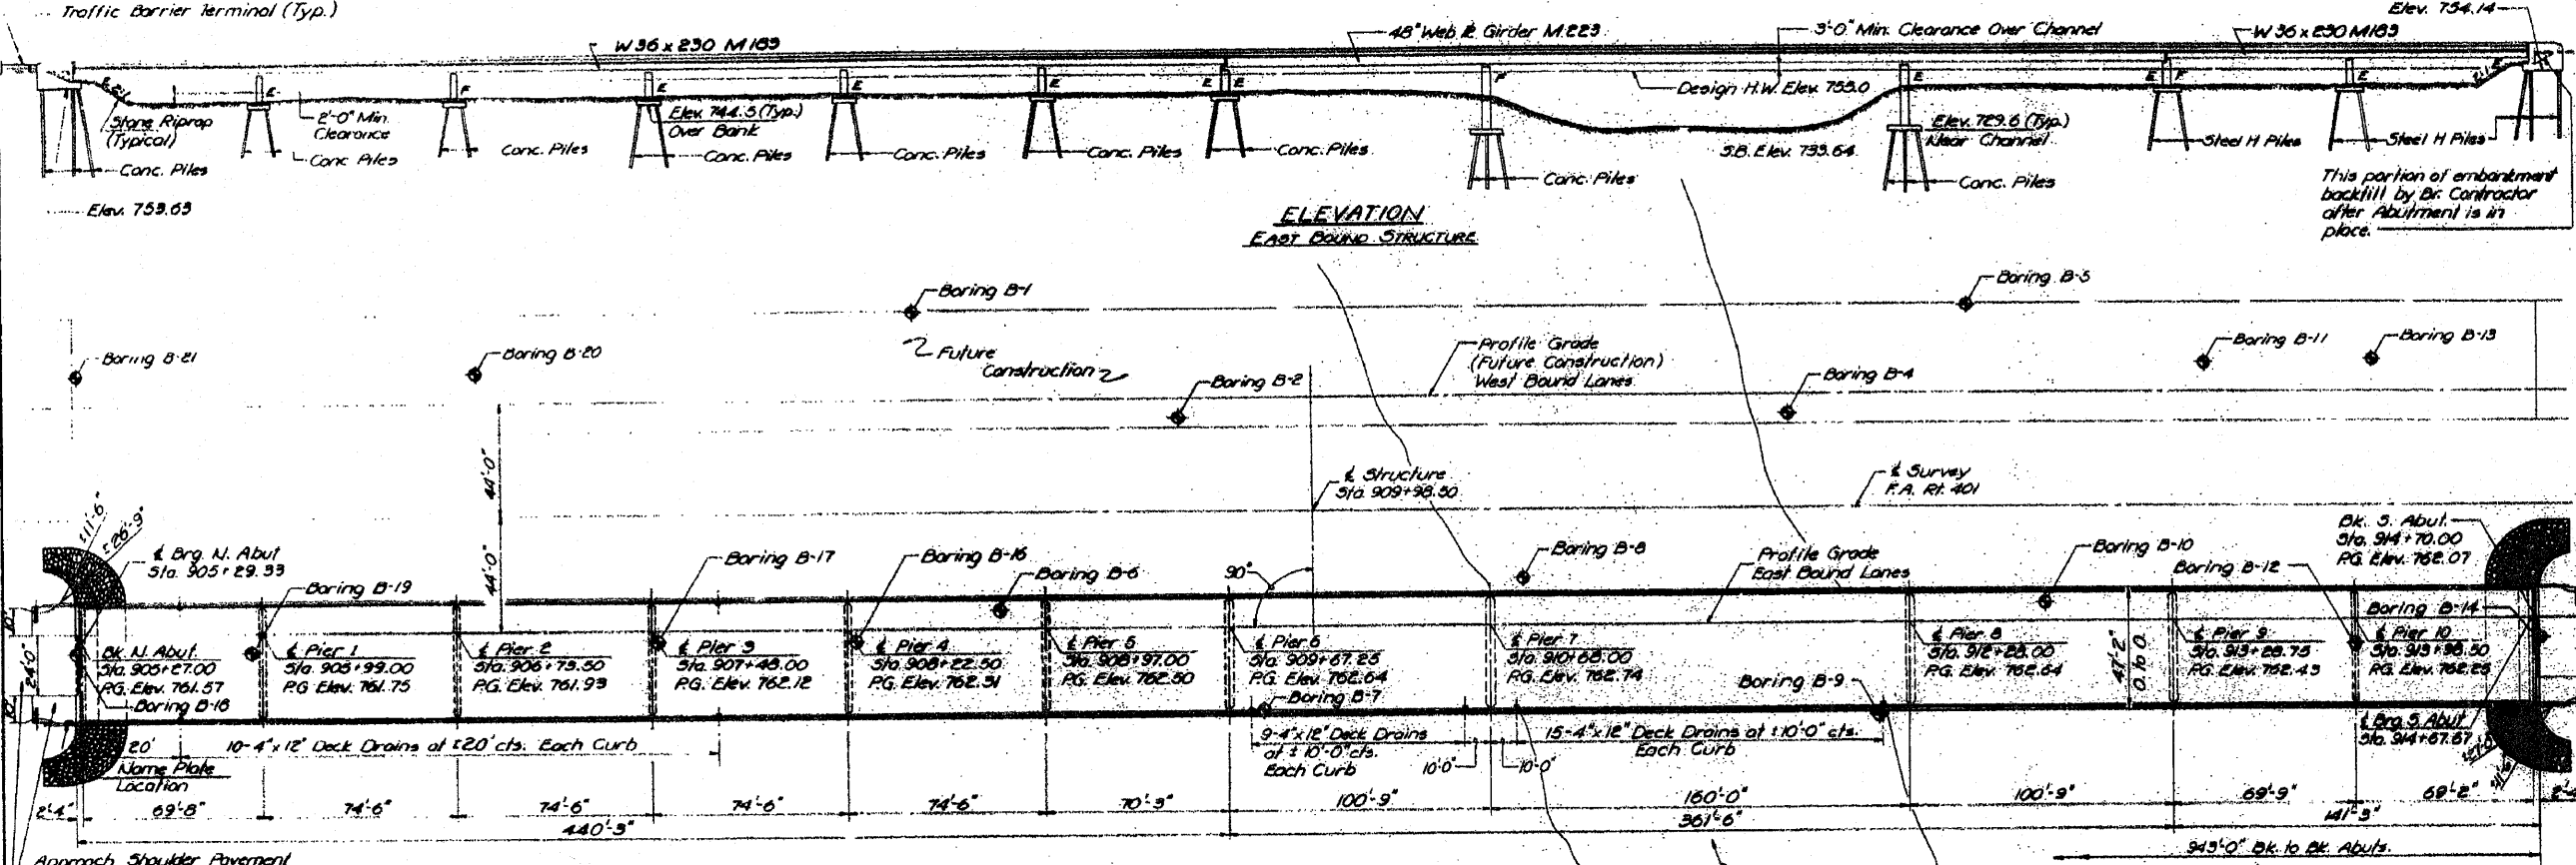 Traffic Barrier Terminal (Typ.)
Elev. 754.14
W 36 x 230 M183
48" Web ℞ Girder M.223
3'-0" Min. Clearance Over Channel
W 36 x 230 M183
E
E
F
E
E
E
E
E
F
E
E
F
E
E
Stone Riprap
(Typical)
2'-0" Min.
Clearance
Elev. 744.5 (Typ.)
Over Bank
Design H.W. Elev. 755.0
Elev. 729.6 (Typ.)
Near Channel
S.B. Elev. 733.64
Conc. Piles
Conc. Piles
Conc. Piles
Conc. Piles
Conc. Piles
Conc. Piles
Conc. Piles
Conc. Piles
Conc. Piles
Steel H Piles
Steel H Piles
Elev. 753.63
This portion of embankment
backfill by Br. Contractor
after Abutment is in
place.
ELEVATION
EAST BOUND STRUCTURE
Boring B-1
Boring B-5
Boring B-21
Boring B-20
Future
Construction
Boring B-2
Profile Grade
(Future Construction)
West Bound Lanes
Boring B-4
Boring B-11
Boring B-13
44'-0"
44'-0"
℄ Structure
Sta. 909+98.50
℄ Survey
F.A. Rt. 401
±11'-6"
±26'-9"
℄ Brg. N. Abut
Sta. 905+29.33
Boring B-19
Boring B-17
Boring B-16
Boring B-6
90°
Boring B-8
Profile Grade
East Bound Lanes
Boring B-10
Bk. S. Abut.
Sta. 914+70.00
P.G. Elev. 762.07
Boring B-12
Boring B-14
24'-0"
Bk. N. Abut.
Sta. 905+27.00
P.G. Elev. 761.57
Boring B-18
℄ Pier 1
Sta. 905+99.00
P.G. Elev. 761.75
℄ Pier 2
Sta. 906+73.50
P.G. Elev. 761.93
℄ Pier 3
Sta. 907+48.00
P.G. Elev. 762.12
℄ Pier 4
Sta. 908+22.50
P.G. Elev. 762.31
℄ Pier 5
Sta. 908+97.00
P.G. Elev. 762.50
℄ Pier 6
Sta. 909+67.25
P.G. Elev. 762.64
Boring B-7
℄ Pier 7
Sta. 910+68.00
P.G. Elev. 762.74
Boring B-9
℄ Pier 8
Sta. 912+28.00
P.G. Elev. 762.64
47'-2"
O. to O.
℄ Pier 9
Sta. 913+28.75
P.G. Elev. 762.43
℄ Pier 10
Sta. 913+98.50
P.G. Elev. 762.25
℄ Brg. S. Abut.
Sta. 914+67.67
20'
10-4"x12" Deck Drains at ±20' cts. Each Curb
Name Plate
Location
9-4"x12" Deck Drains
at ± 10'-0" cts.
Each Curb
10'-0"
10'-0"
15-4"x12" Deck Drains at ±10'-0" cts.
Each Curb
2'-4"
69'-8"
74'-6"
74'-6"
74'-6"
74'-6"
70'-3"
100'-9"
160'-0"
100'-9"
69'-9"
69'-2"
440'-3"
361'-6"
141'-3"
943'-0" Bk. to Bk. Abuts.
Approach Shoulder Pavement